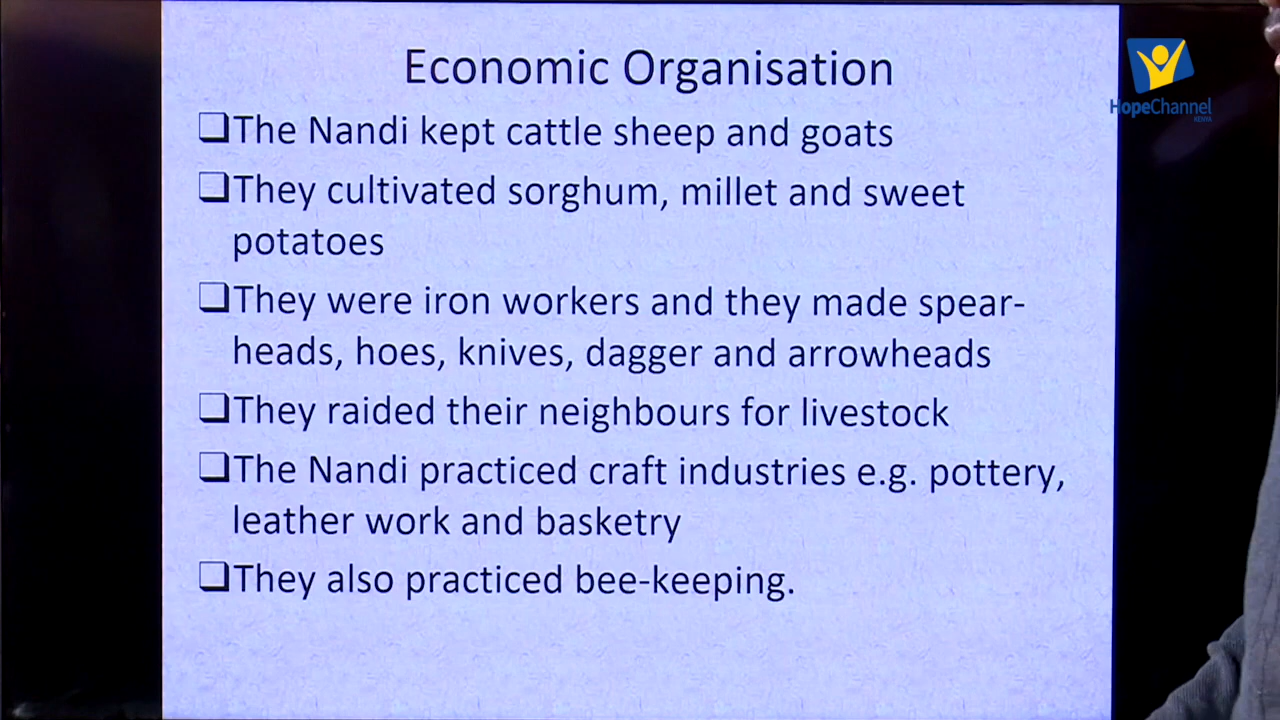 Economic Organisation
❑The Nandi kept cattle sheep and goats
❑They cultivated sorghum, millet and sweet
potatoes
❑They were iron workers and they made spear-
heads, hoes, knives, dagger and arrowheads
❑They raided their neighbours for livestock
❑The Nandi practiced craft industries e.g. pottery,
leather work and basketry
❑They also practiced bee-keeping.
HopeChannel
KENYA